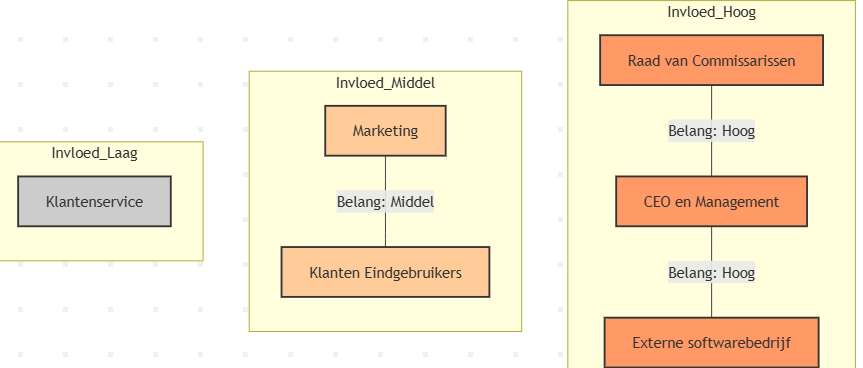 Invloed_Laag
Klantenservice
Invloed_Middel
Marketing
Belang: Middel
Klanten Eindgebruikers
Invloed_Hoog
Raad van Commissarissen
Belang: Hoog
CEO en Management
Belang: Hoog
Externe softwarebedrijf